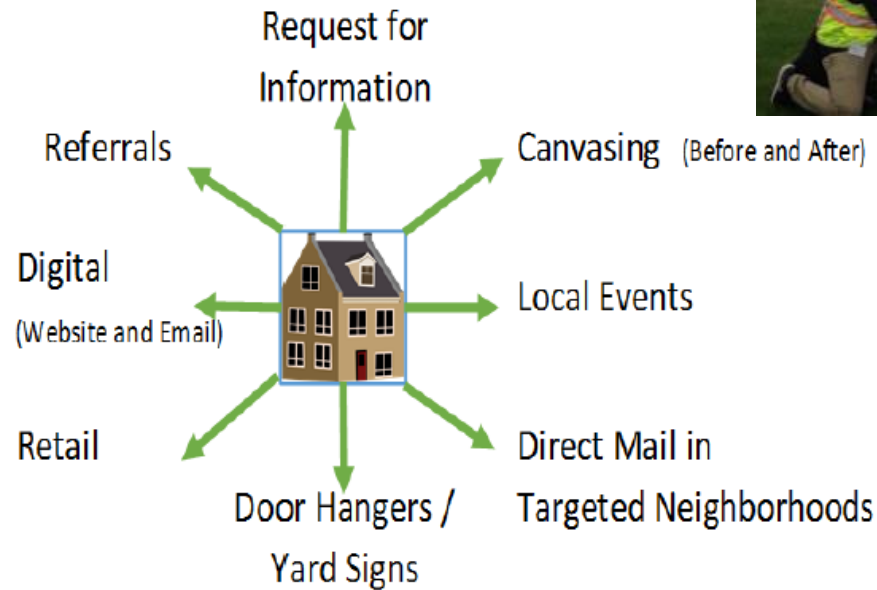 Request for
Information
Referrals
Canvasing (Before and After)
Digital
(Website and Email)
Local Events
Retail
Direct Mail in
Targeted Neighborhoods
Door Hangers /
Yard Signs